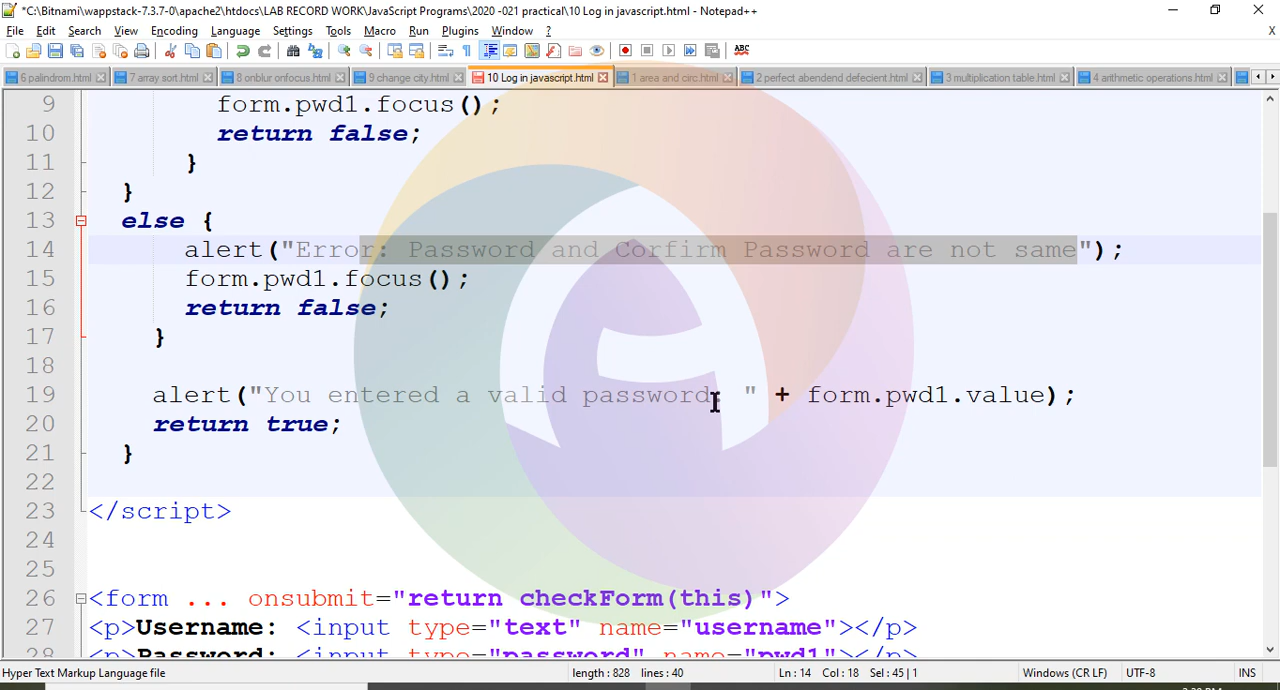 *C:\Bitnami\wappstack-7.3.7-0\apache2\htdocs\LAB RECORD WORK\JavaScript Programs\2020 -021 practical\10 Log in javascript.html - Notepad++
File Edit Search View Encoding Language Settings Tools Macro Run Plugins Window ? X
6 palindrom.html 7 array sort.html 8 onblur onfocus.html 9 change city.html 10 Log in javascript.html 1 area and circ.html 2 perfect abendend defecient.html 3 multiplication table.html 4 arithmetic operations.html
9 form.pwd1.focus();
10 return false;
11 }
12 }
13 else {
14 alert("Error: Password and Corfirm Password are not same");
15 form.pwd1.focus();
16 return false;
17 }
18
19 alert("You entered a valid password: " + form.pwd1.value);
20 return true;
21 }
22
23 </script>
24
25
26 <form ... onsubmit="return checkForm(this)">
27 <p>Username: <input type="text" name="username"></p>
28 <p>Password: <input type="password" name="pwd1"></p>
Hyper Text Markup Language file length : 828 lines : 40 Ln : 14 Col : 18 Sel : 45 | 1 Windows (CR LF) UTF-8 INS